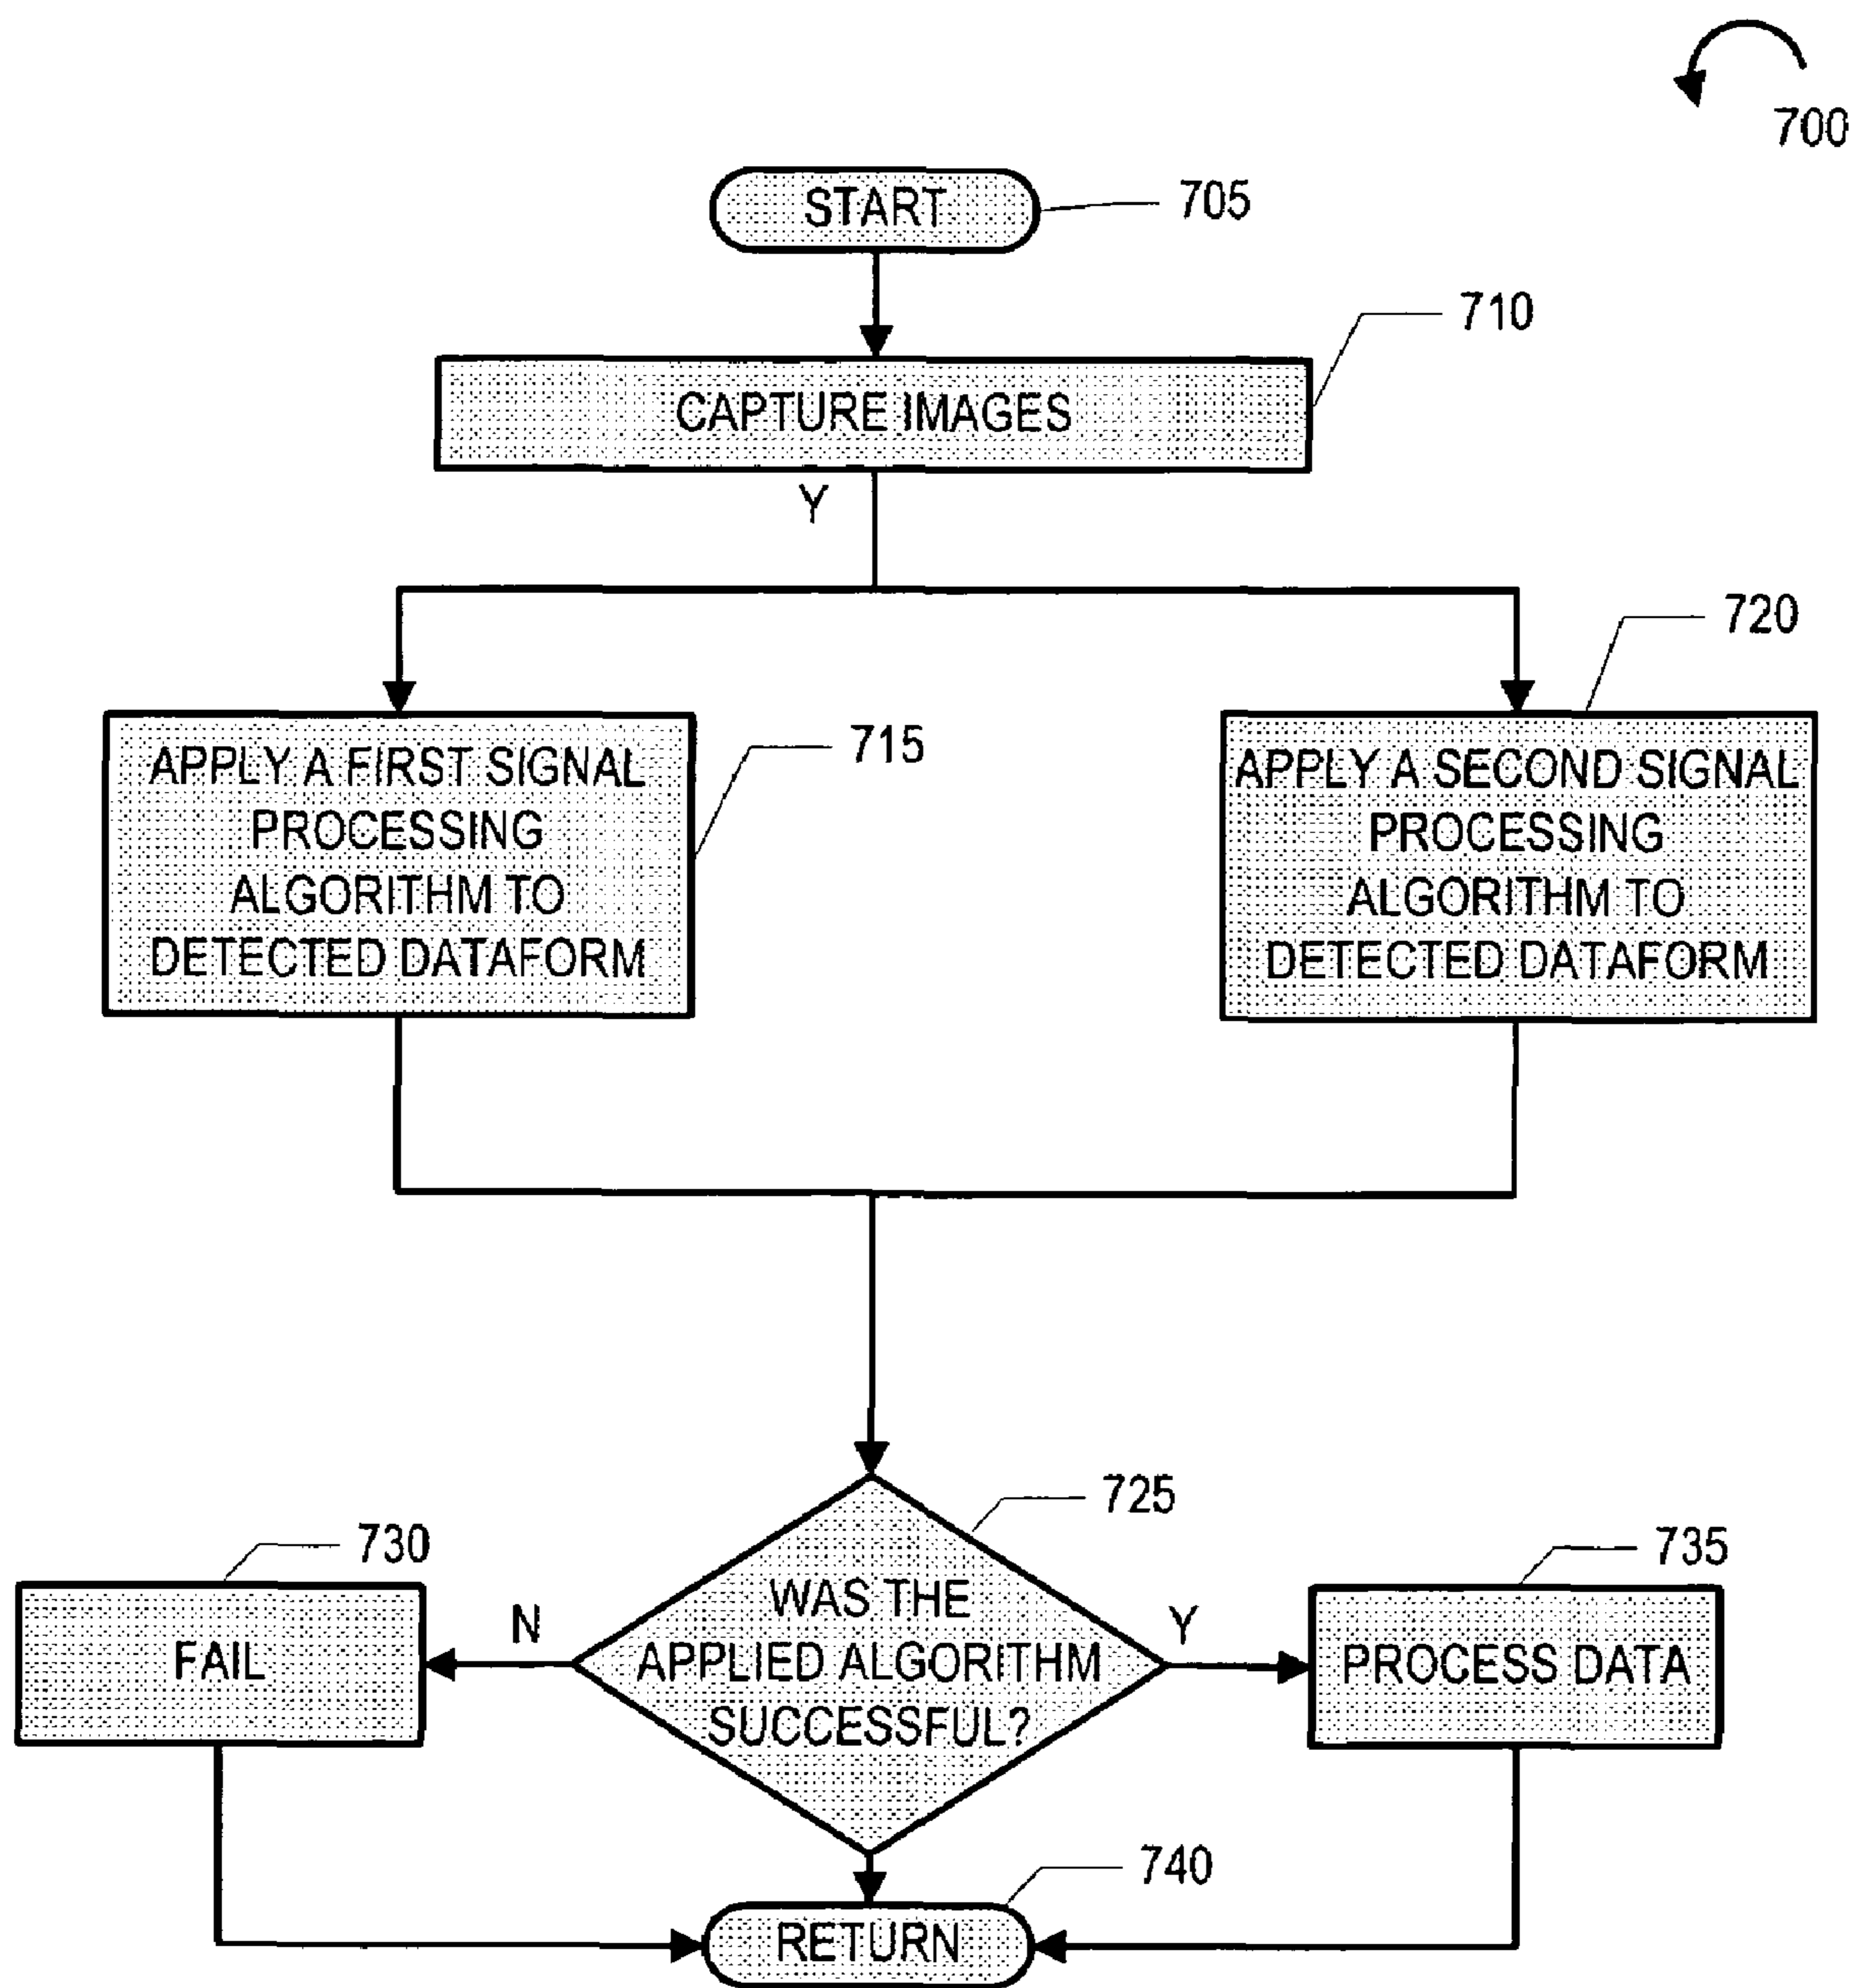 700
START
705
710
CAPTURE IMAGES
Y
720
715
APPLY A FIRST SIGNAL
PROCESSING
ALGORITHM TO
DETECTED DATAFORM
APPLY A SECOND SIGNAL
PROCESSING
ALGORITHM TO
DETECTED DATAFORM
725
730
735
WAS THE
APPLIED ALGORITHM
SUCCESSFUL?
N
Y
FAIL
PROCESS DATA
740
RETURN